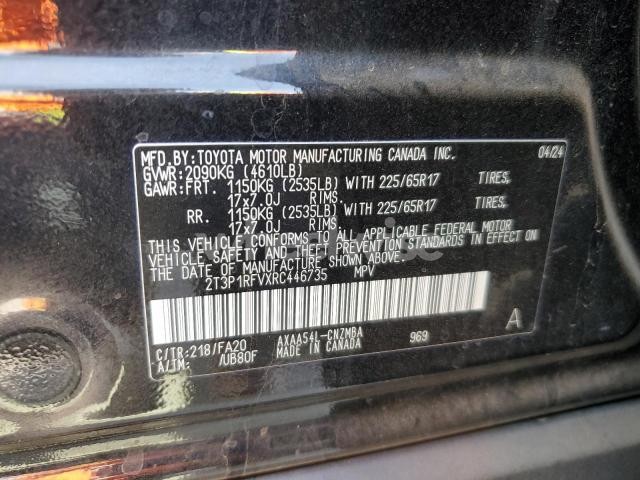 MFD.BY:TOYOTA MOTOR MANUFACTURING CANADA INC. 04/24
GVWR:2090KG (4610LB)
GAWR:FRT. 1150KG (2535LB) WITH 225/65R17 TIRES,
17x7.0J RIMS.
RR. 1150KG (2535LB) WITH 225/65R17 TIRES,
17x7.0J RIMS.
THIS VEHICLE CONFORMS TO ALL APPLICABLE FEDERAL MOTOR
VEHICLE SAFETY AND THEFT PREVENTION STANDARDS IN EFFECT ON
THE DATE OF MANUFACTURE SHOWN ABOVE.
2T3P1RFVXRC446735 MPV
C/TR:218/FA20 AXAA54L-CNZMBA 969 A
A/TM: /UB80F MADE IN CANADA